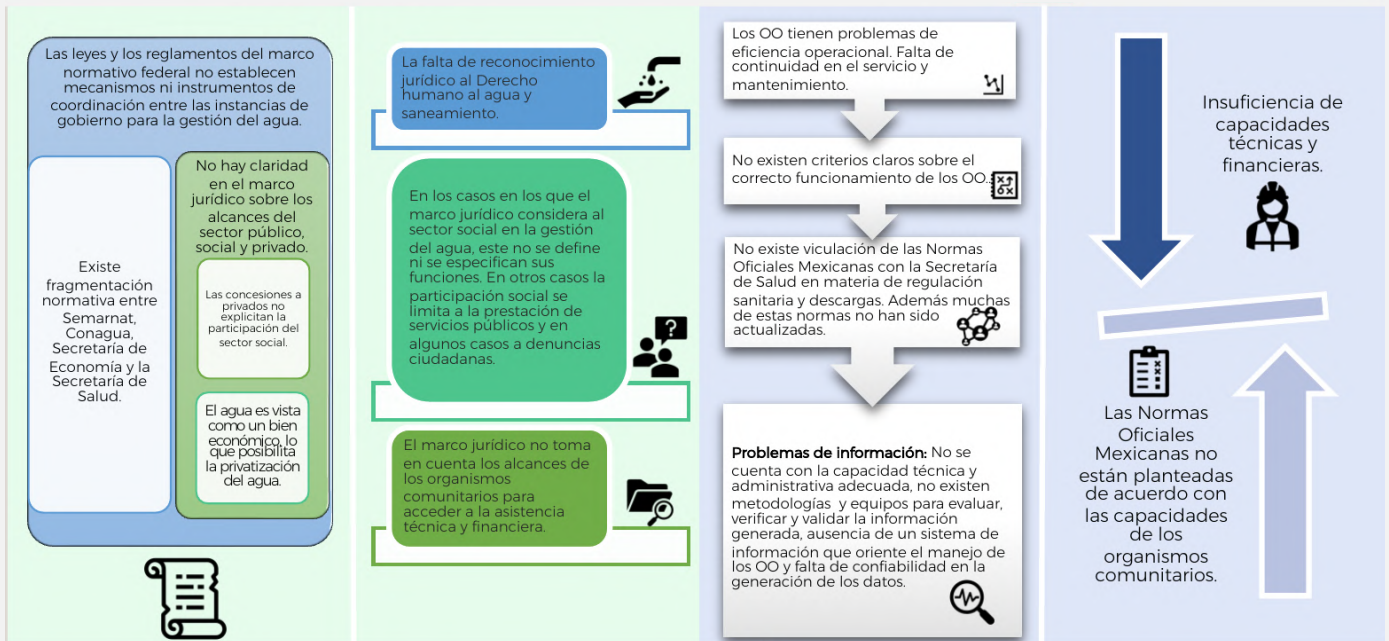 Las leyes y los reglamentos del marco
normativo federal no establecen
mecanismos ni instrumentos de
coordinación entre las instancias de
gobierno para la gestión del agua.
Existe
fragmentación
normativa entre
Semarnat,
Conagua,
Secretaría de
Economía y la
Secretaría de
Salud.
No hay claridad
en el marco
jurídico sobre los
alcances del
sector público,
social y privado.
Las concesiones a
privados no
explicitan la
participación del
sector social.
El agua es vista
como un bien
económico, lo
que posibilita
la privatización
del agua.
La falta de reconocimiento
jurídico al Derecho
humano al agua y
saneamiento.
En los casos en los que el
marco jurídico considera al
sector social en la gestión
del agua, este no se define
ni se especifican sus
funciones. En otros casos la
participación social se
limita a la prestación de
servicios públicos y en
algunos casos a denuncias
ciudadanas.
El marco jurídico no toma
en cuenta los alcances de
los organismos
comunitarios para
acceder a la asistencia
técnica y financiera.
Los OO tienen problemas de
eficiencia operacional. Falta de
continuidad en el servicio y
mantenimiento.
No existen criterios claros sobre el
correcto funcionamiento de los OO.
No existe viculación de las Normas
Oficiales Mexicanas con la Secretaría
de Salud en materia de regulación
sanitaria y descargas. Además muchas
de estas normas no han sido
actualizadas.
Problemas de información: No se
cuenta con la capacidad técnica y
administrativa adecuada, no existen
metodologías y equipos para evaluar,
verificar y validar la información
generada, ausencia de un sistema de
información que oriente el manejo de
los OO y falta de confiabilidad en la
generación de los datos.
Insuficiencia de
capacidades
técnicas y
financieras.
Las Normas
Oficiales
Mexicanas no
están planteadas
de acuerdo con
las capacidades
de los
organismos
comunitarios.